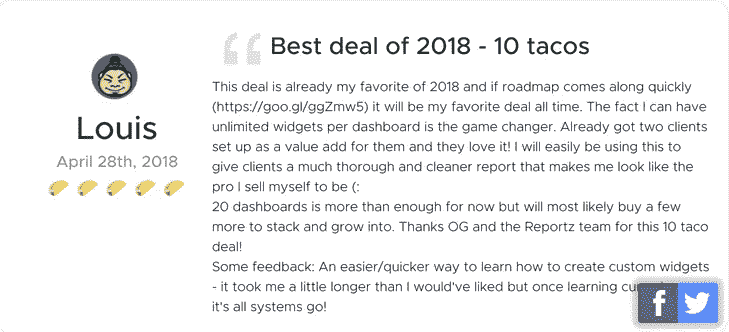 Best deal of 2018 - 10 tacos
Louis
April 28th, 2018
This deal is already my favorite of 2018 and if roadmap comes along quickly
(https://goo.gl/ggZmw5) it will be my favorite deal all time. The fact I can have
unlimited widgets per dashboard is the game changer. Already got two clients
set up as a value add for them and they love it! I will easily be using this to
give clients a much thorough and cleaner report that makes me look like the
pro I sell myself to be (:
20 dashboards is more than enough for now but will most likely buy a few
more to stack and grow into. Thanks OG and the Reportz team for this 10 taco
deal!
Some feedback: An easier/quicker way to learn how to create custom widgets
- it took me a little longer than I would've liked but once learning
it's all systems go!